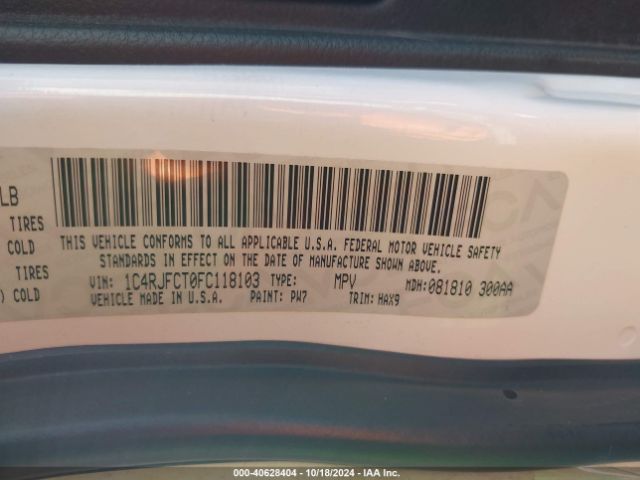 LB
TIRES
COLD
TIRES
) COLD
THIS VEHICLE CONFORMS TO ALL APPLICABLE U.S.A. FEDERAL MOTOR VEHICLE SAFETY
STANDARDS IN EFFECT ON THE DATE OF MANUFACTURE SHOWN ABOVE.
VIN: 1C4RJFCT0FC118103 TYPE: MPV MDH: 081810 300AA
VEHICLE MADE IN U.S.A. PAINT: PW7 TRIM: HAX9
000-40628404 - 10/18/2024 - IAA Inc.